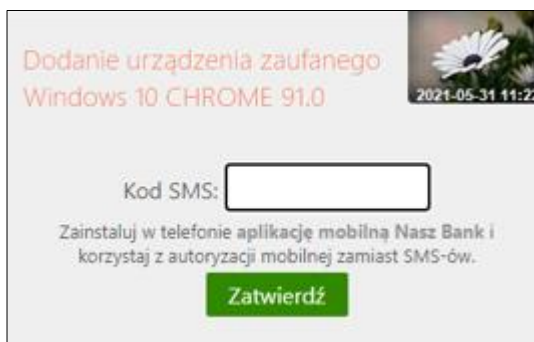 Dodanie urządzenia zaufanego
Windows 10 CHROME 91.0
2021-05-31 11:22
Kod SMS:
Zainstaluj w telefonie aplikację mobilną Nasz Bank i
korzystaj z autoryzacji mobilnej zamiast SMS-ów.
Zatwierdź